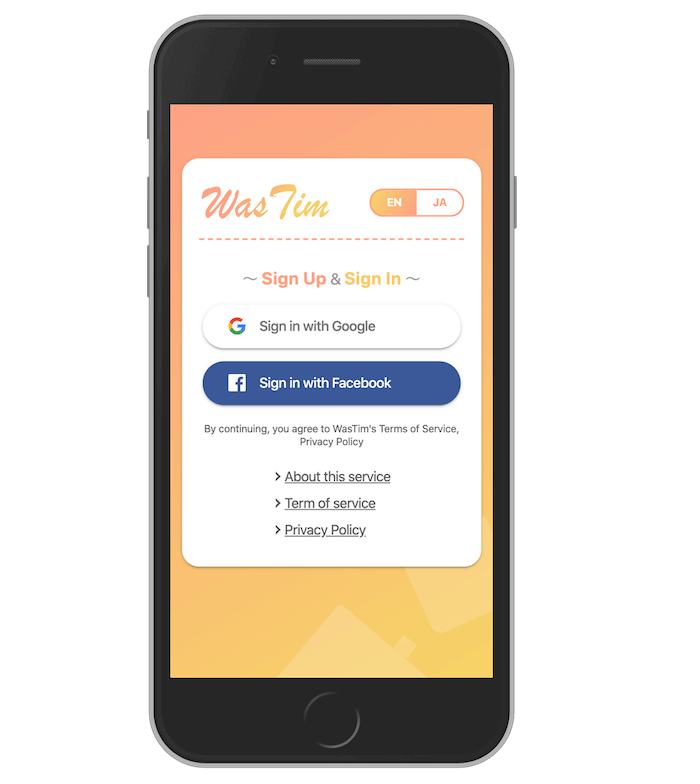 WasTim
EN JA
～ Sign Up & Sign In ～
Sign in with Google
Sign in with Facebook
By continuing, you agree to WasTim's Terms of Service,
Privacy Policy
About this service
Term of service
Privacy Policy